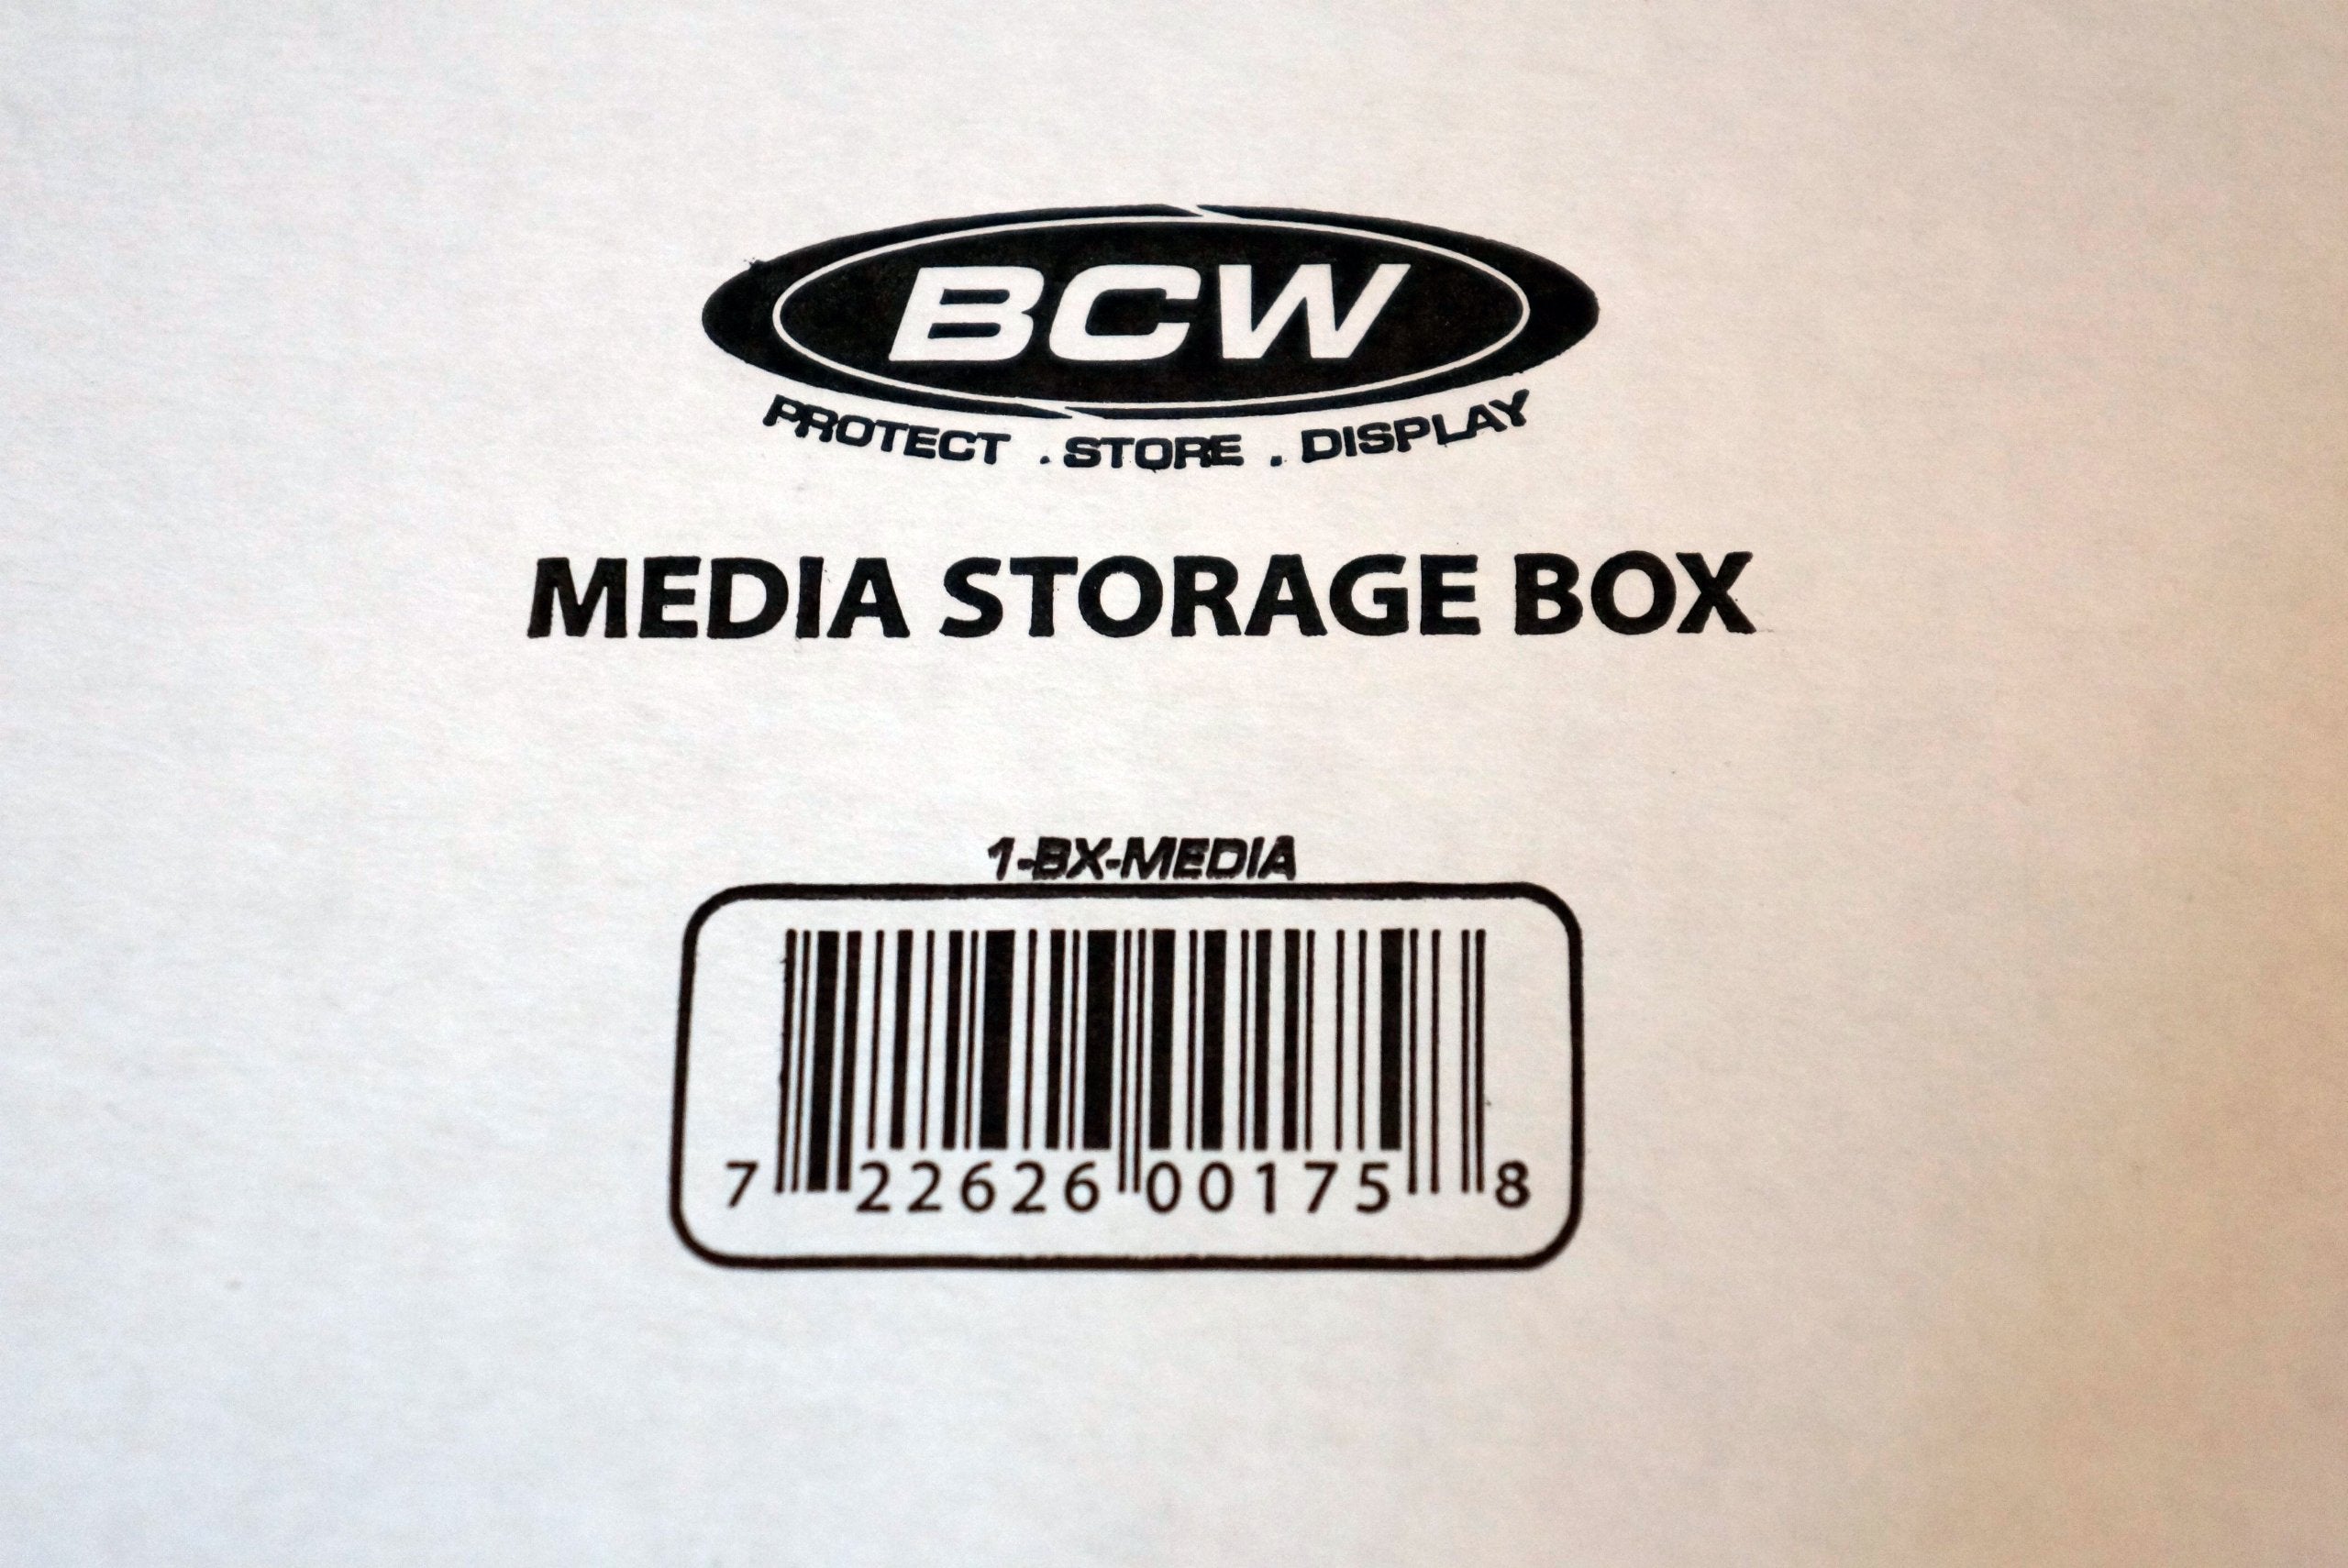 BCW
PROTECT . STORE . DISPLAY
MEDIA STORAGE BOX
1-BX-MEDIA
7 22626 00175 8